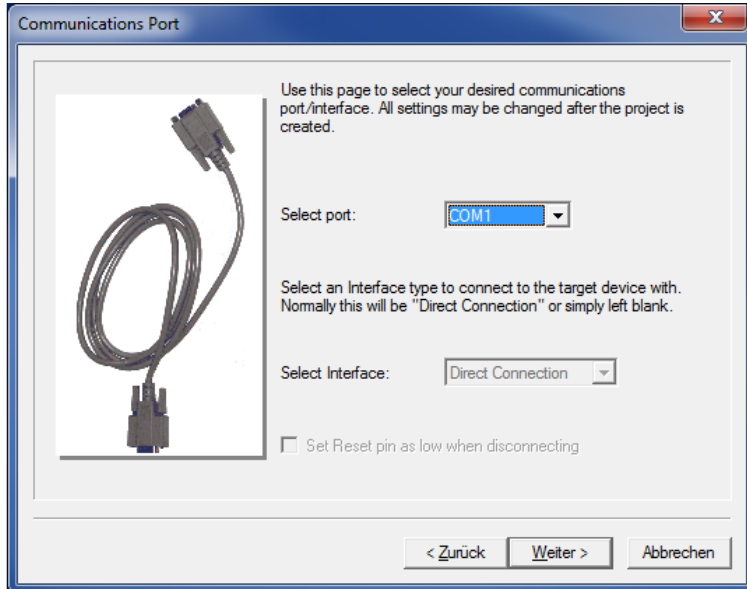 Communications Port
Use this page to select your desired communications
port/interface. All settings may be changed after the project is
created.
Select port: COM1
Select an Interface type to connect to the target device with.
Normally this will be "Direct Connection" or simply left blank.
Select Interface: Direct Connection
Set Reset pin as low when disconnecting
< Zurück Weiter > Abbrechen